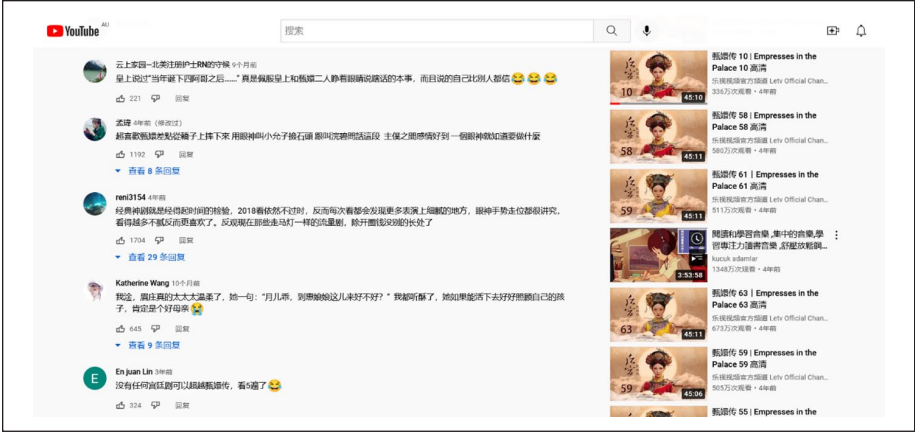 YouTube AU
搜索
云上家园—北美注册护士RN的守候 9个月前
皇上说过“当年诞下四阿哥之后......” 真是佩服皇上和甄嬛二人睁着眼睛说瞎话的本事，而且说的自己比别人都信😂 😂 😂
221 回复
孟瑋 4年前（修改过）
超喜歡甄嬛差點從轎子上摔下來 用眼神叫小允子撿石頭 跟叫浣碧問話這段 主僕之間感情好到 一個眼神就知道要做什麼
1192 回复
查看 8 条回复
reni3154 4年前
经典神剧就是经得起时间的检验，2018看依然不过时，反而每次看都会发现更多表演上细腻的地方，眼神手势走位都很讲究，
看得越多不腻反而更喜欢了。反观现在那些走马灯一样的流量剧，除开圈钱没别的长处了
1704 回复
查看 29 条回复
Katherine Wang 10个月前
我淦，眉庄真的太太太温柔了，她一句：“月儿乖，到惠娘娘这儿来好不好？” 我都听酥了，她如果能活下去好好照顾自己的孩
子，肯定是个好母亲😭
645 回复
查看 9 条回复
E
En juan Lin 3年前
没有任何宫廷剧可以超越甄嬛传，看5遍了😂
324 回复
10
45:10
甄嬛传 10 | Empresses in the
Palace 10 高清
乐视视频官方频道 Letv Official Chan...
336万次观看・4年前
58
45:11
甄嬛传 58 | Empresses in the
Palace 58 高清
乐视视频官方频道 Letv Official Chan...
580万次观看・4年前
59
45:11
甄嬛传 61 | Empresses in the
Palace 61 高清
乐视视频官方频道 Letv Official Chan...
511万次观看・4年前
3:53:58
閱讀和學習音樂 ,集中的音樂,學
習專注力讀書音樂 ,舒壓放鬆鋼...
kucuk adamlar
1348万次观看・4年前
63
45:11
甄嬛传 63 | Empresses in the
Palace 63 高清
乐视视频官方频道 Letv Official Chan...
673万次观看・4年前
59
45:06
甄嬛传 59 | Empresses in the
Palace 59 高清
乐视视频官方频道 Letv Official Chan...
505万次观看・4年前
甄嬛传 55 | Empresses in the